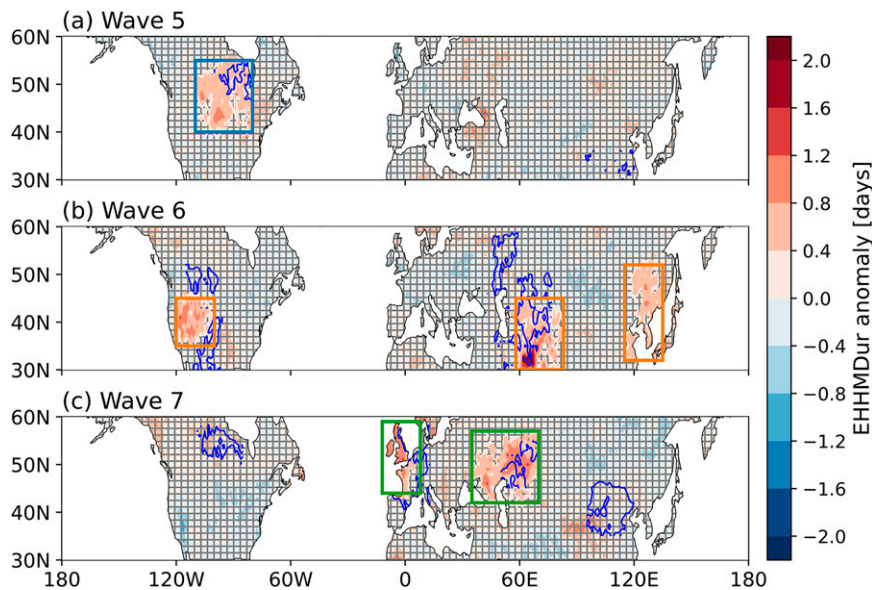 (a) Wave 5
60N
50N
40N
30N
(b) Wave 6
60N
50N
40N
30N
(c) Wave 7
60N
50N
40N
30N
180 120W 60W 0 60E 120E 180
2.0
1.6
1.2
0.8
0.4
0.0
−0.4
−0.8
−1.2
−1.6
−2.0
EHHMDur anomaly [days]